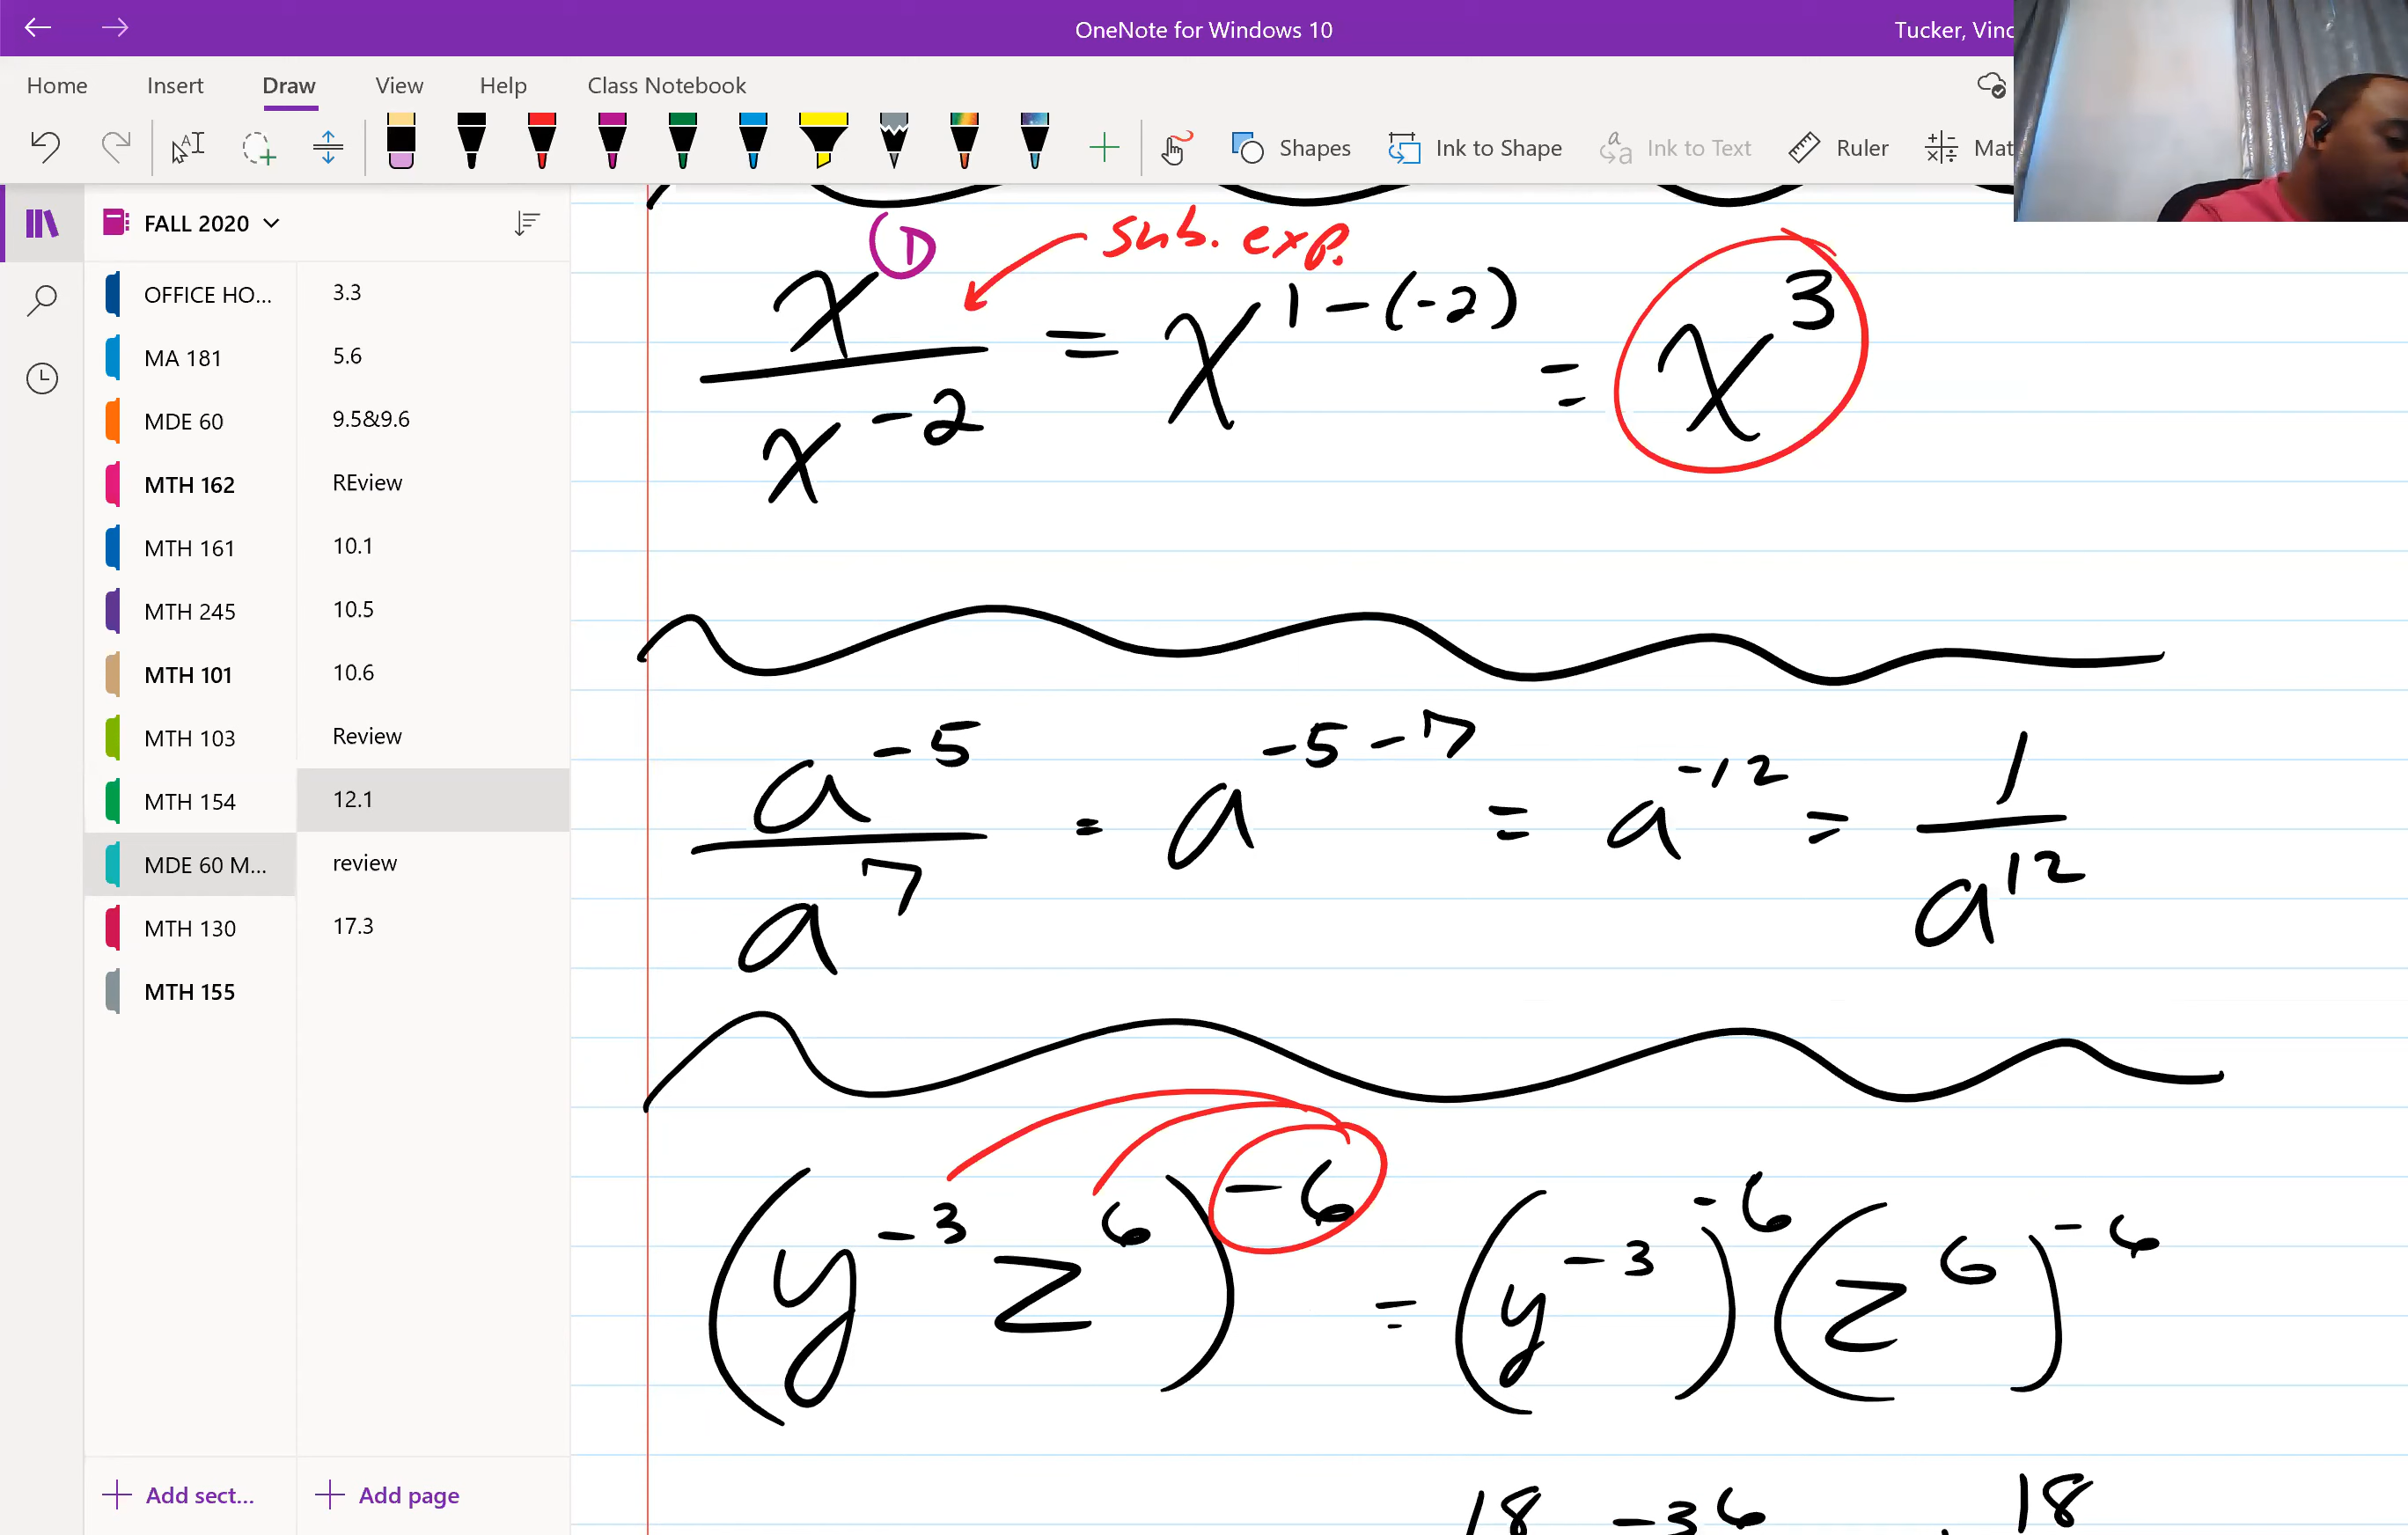 OneNote for Windows 10
Tucker, Vinc
Home Insert Draw View Help Class Notebook
Shapes Ink to Shape Ink to Text Ruler Mat
FALL 2020
OFFICE HO...
MA 181
MDE 60
MTH 162
MTH 161
MTH 245
MTH 101
MTH 103
MTH 154
MDE 60 M...
MTH 130
MTH 155
3.3
5.6
9.5&9.6
REview
10.1
10.5
10.6
Review
12.1
review
17.3
Add sect...
Add page
sub. exp.
x^1 / x^-2 = x^1-(-2) = x^3
a^-5 / a^7 = a^-5-7 = a^-12 = 1 / a^12
(y^-3 z^6)^-6 = (y^-3)^-6 (z^6)^-6
18 -36 18